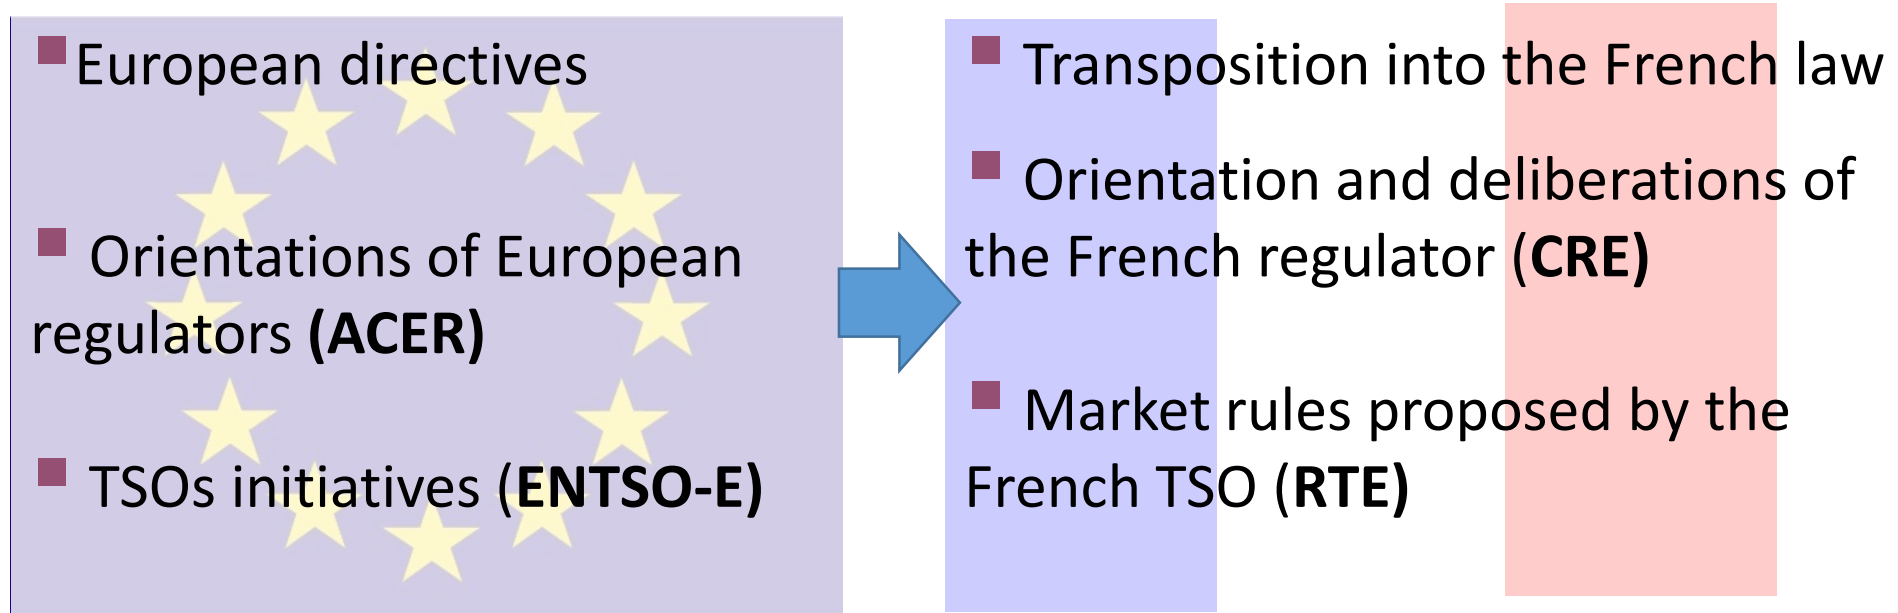 European directives
Orientations of European
regulators (ACER)
TSOs initiatives (ENTSO-E)
Transposition into the French law
Orientation and deliberations of
the French regulator (CRE)
Market rules proposed by the
French TSO (RTE)